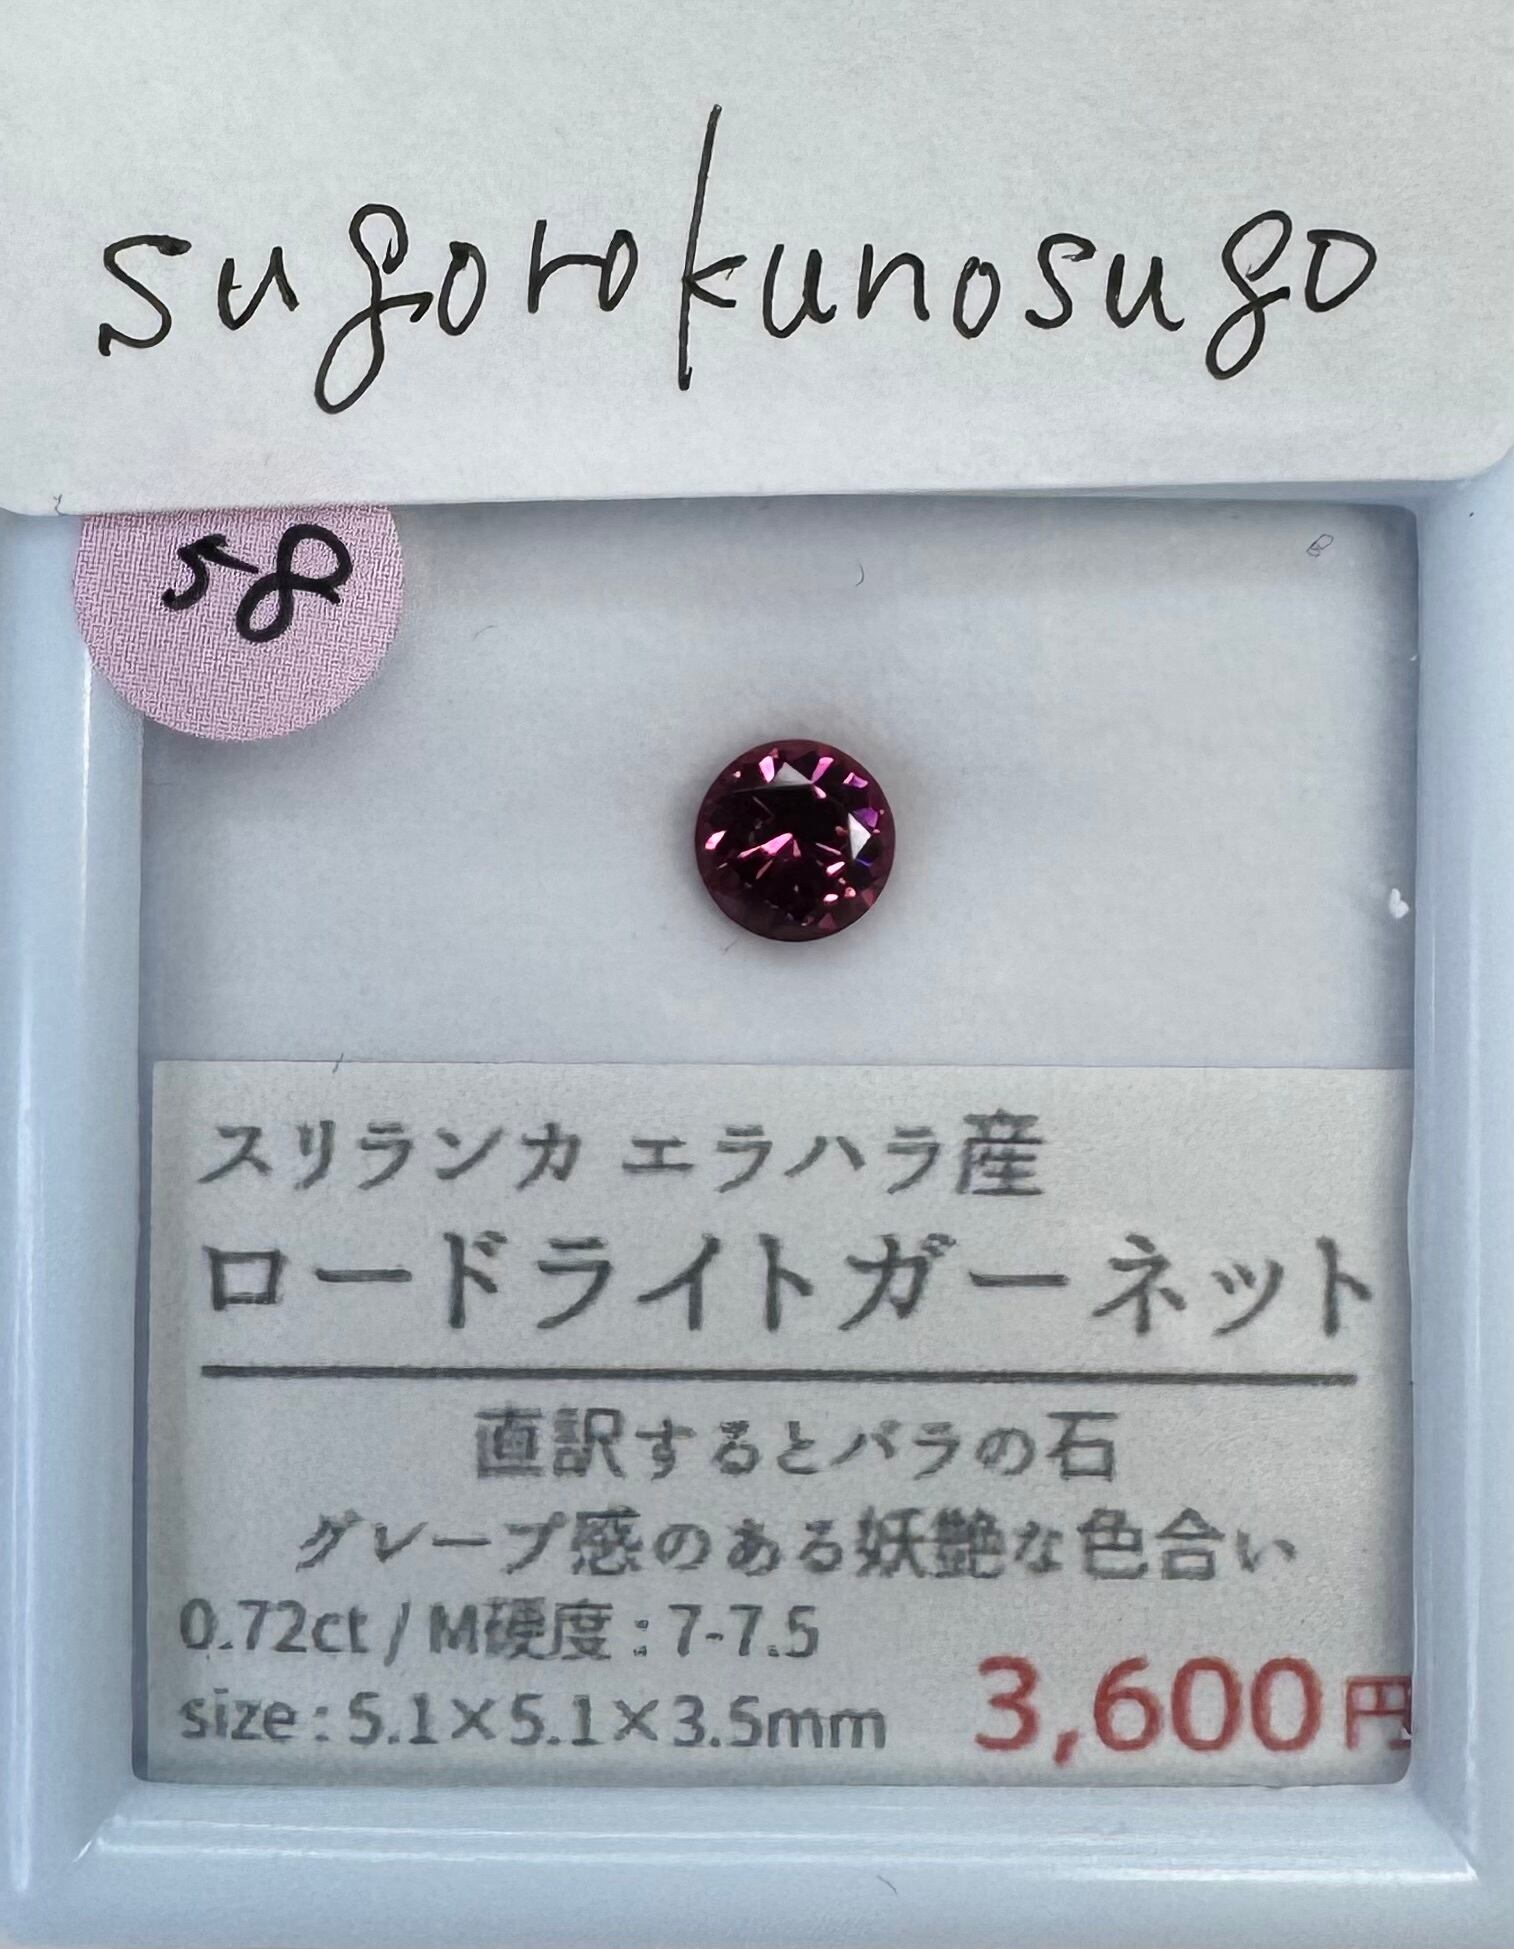 sugorokunosugo
58
スリランカ エラハラ産
ロードライトガーネット
直訳するとバラの石
グレープ感のある妖艶な色合い
0.72ct / M硬度 : 7-7.5
size : 5.1×5.1×3.5mm
3,600円